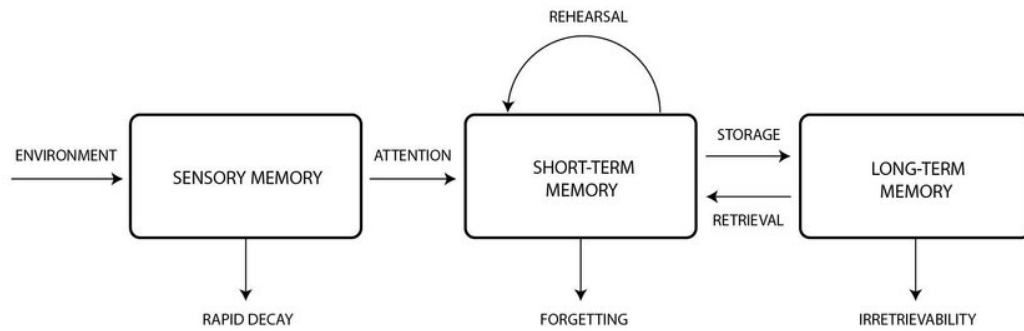 REHEARSAL
ENVIRONMENT
SENSORY MEMORY
ATTENTION
SHORT-TERM
MEMORY
STORAGE
RETRIEVAL
LONG-TERM
MEMORY
RAPID DECAY
FORGETTING
IRRETRIEVABILITY